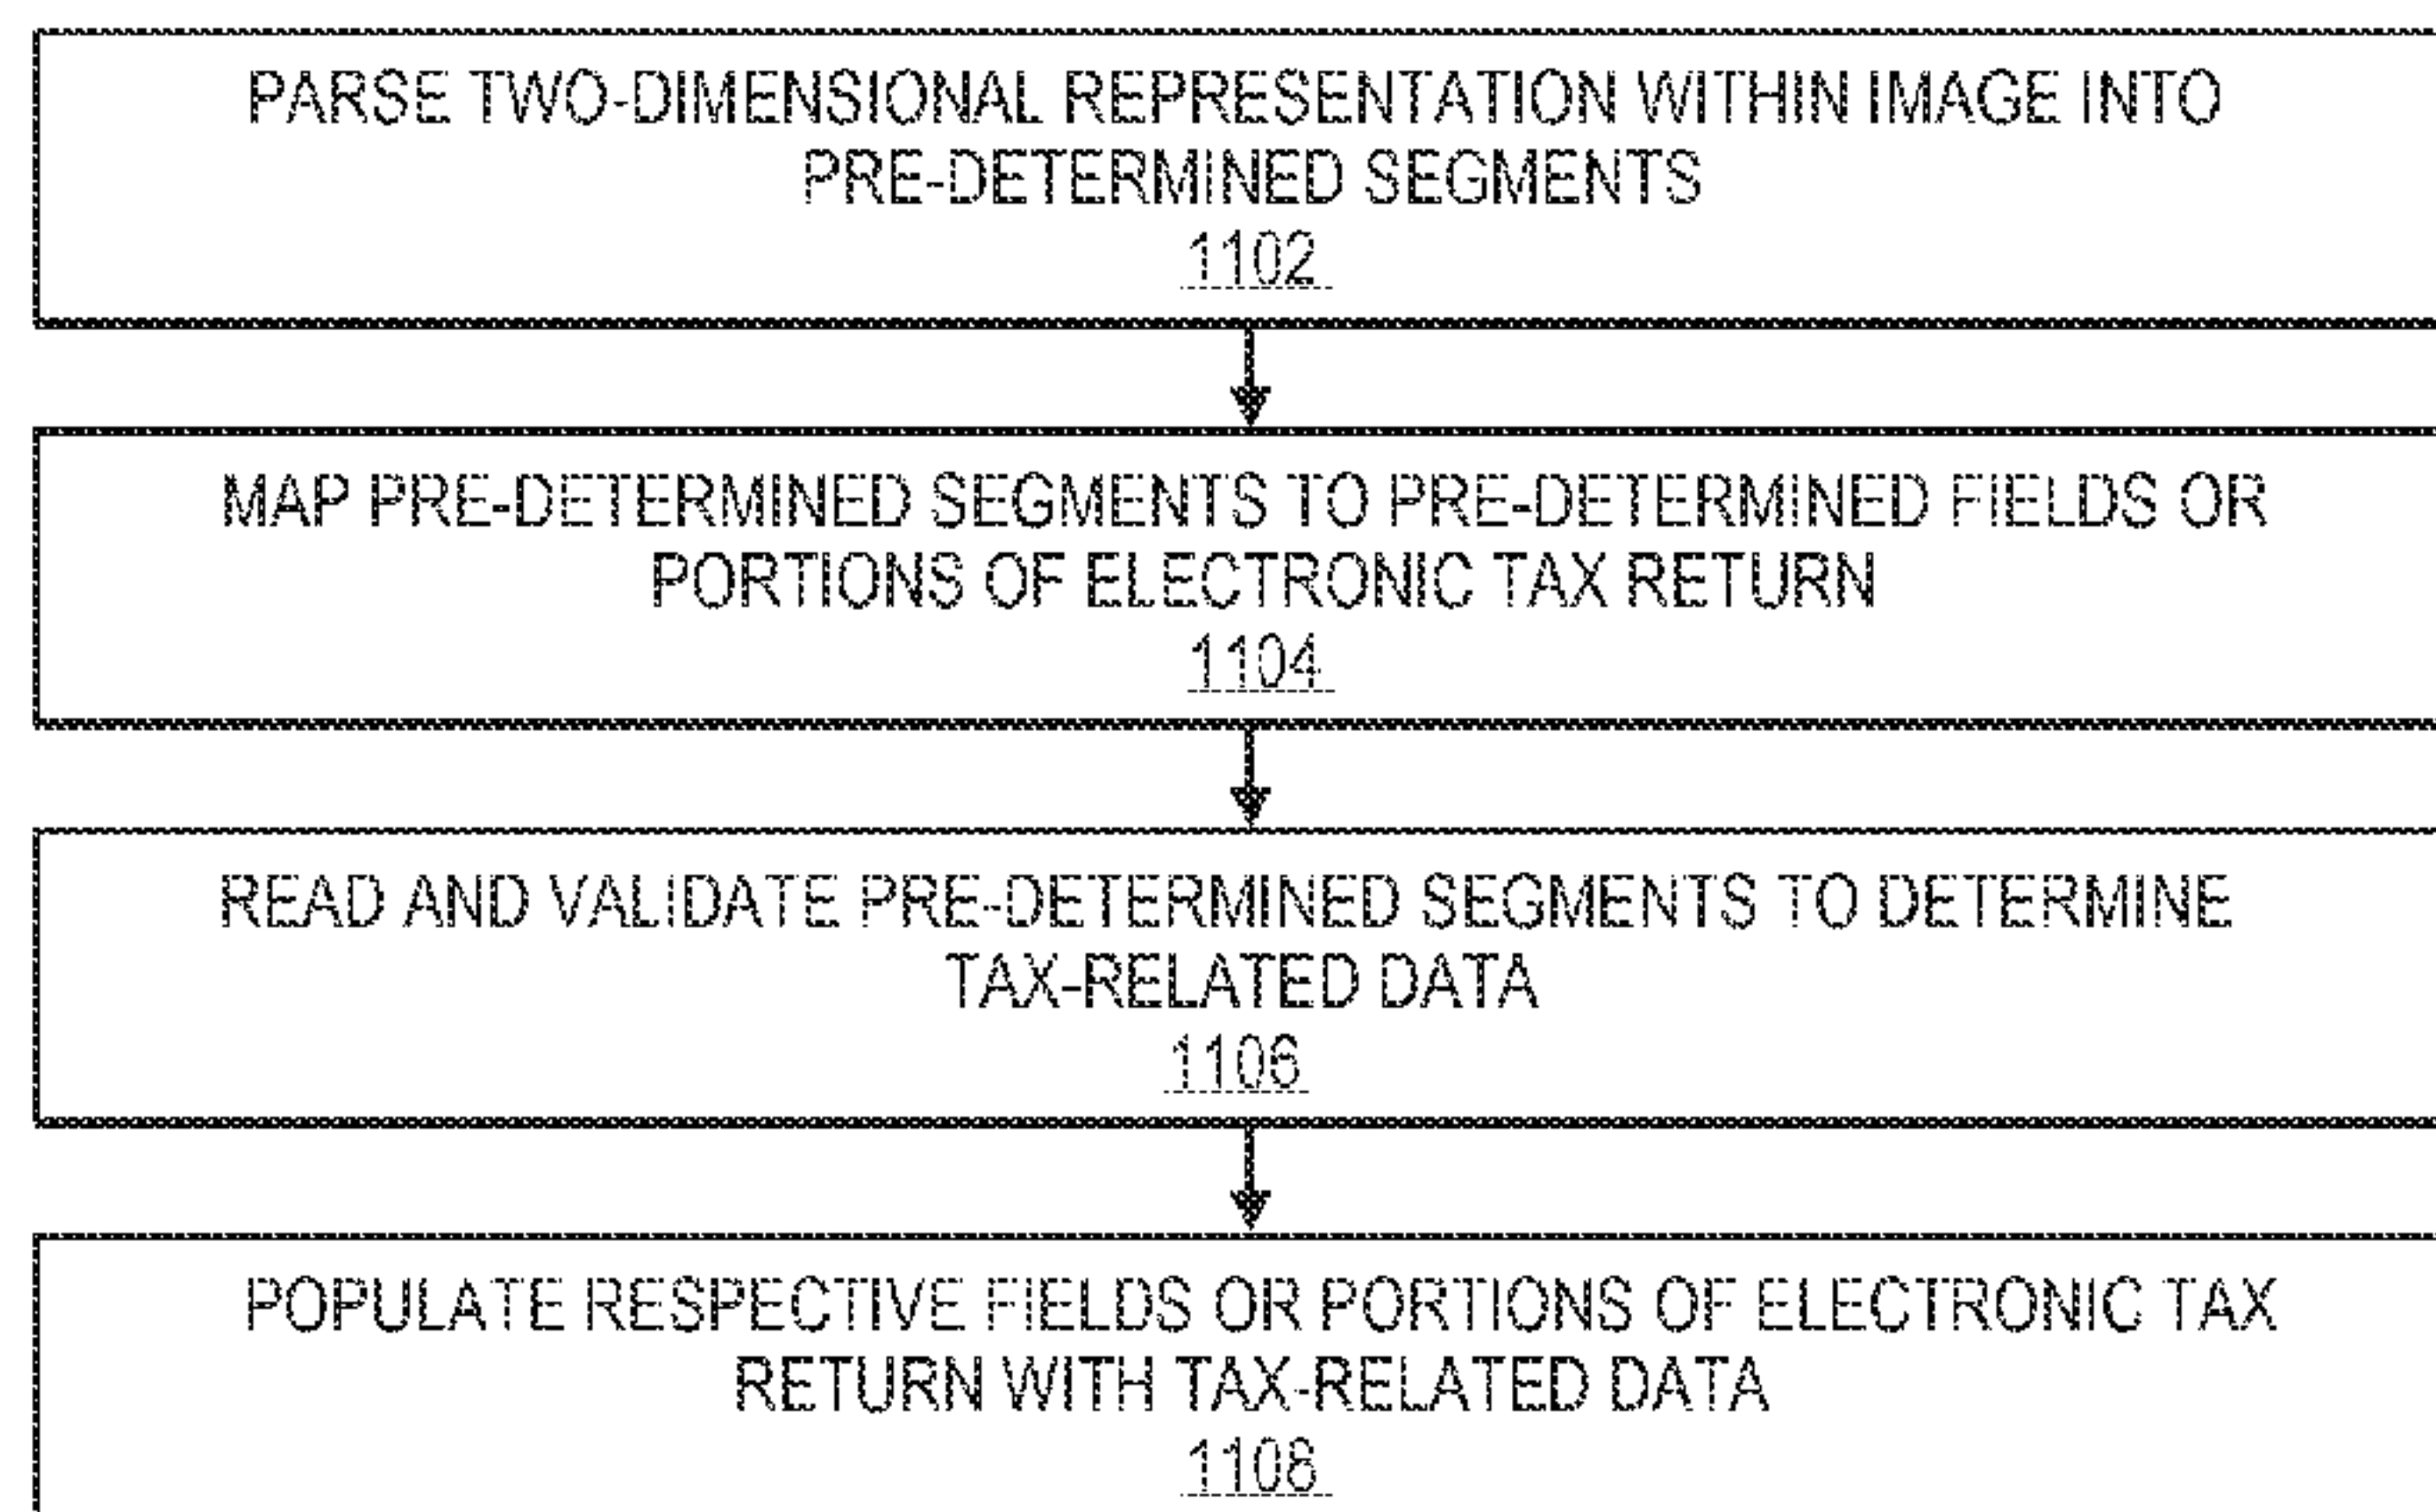 PARSE TWO-DIMENSIONAL REPRESENTATION WITHIN IMAGE INTO
PRE-DETERMINED SEGMENTS
1102
MAP PRE-DETERMINED SEGMENTS TO PRE-DETERMINED FIELDS OR
PORTIONS OF ELECTRONIC TAX RETURN
1104
READ AND VALIDATE PRE-DETERMINED SEGMENTS TO DETERMINE
TAX-RELATED DATA
1106
POPULATE RESPECTIVE FIELDS OR PORTIONS OF ELECTRONIC TAX
RETURN WITH TAX-RELATED DATA
1108